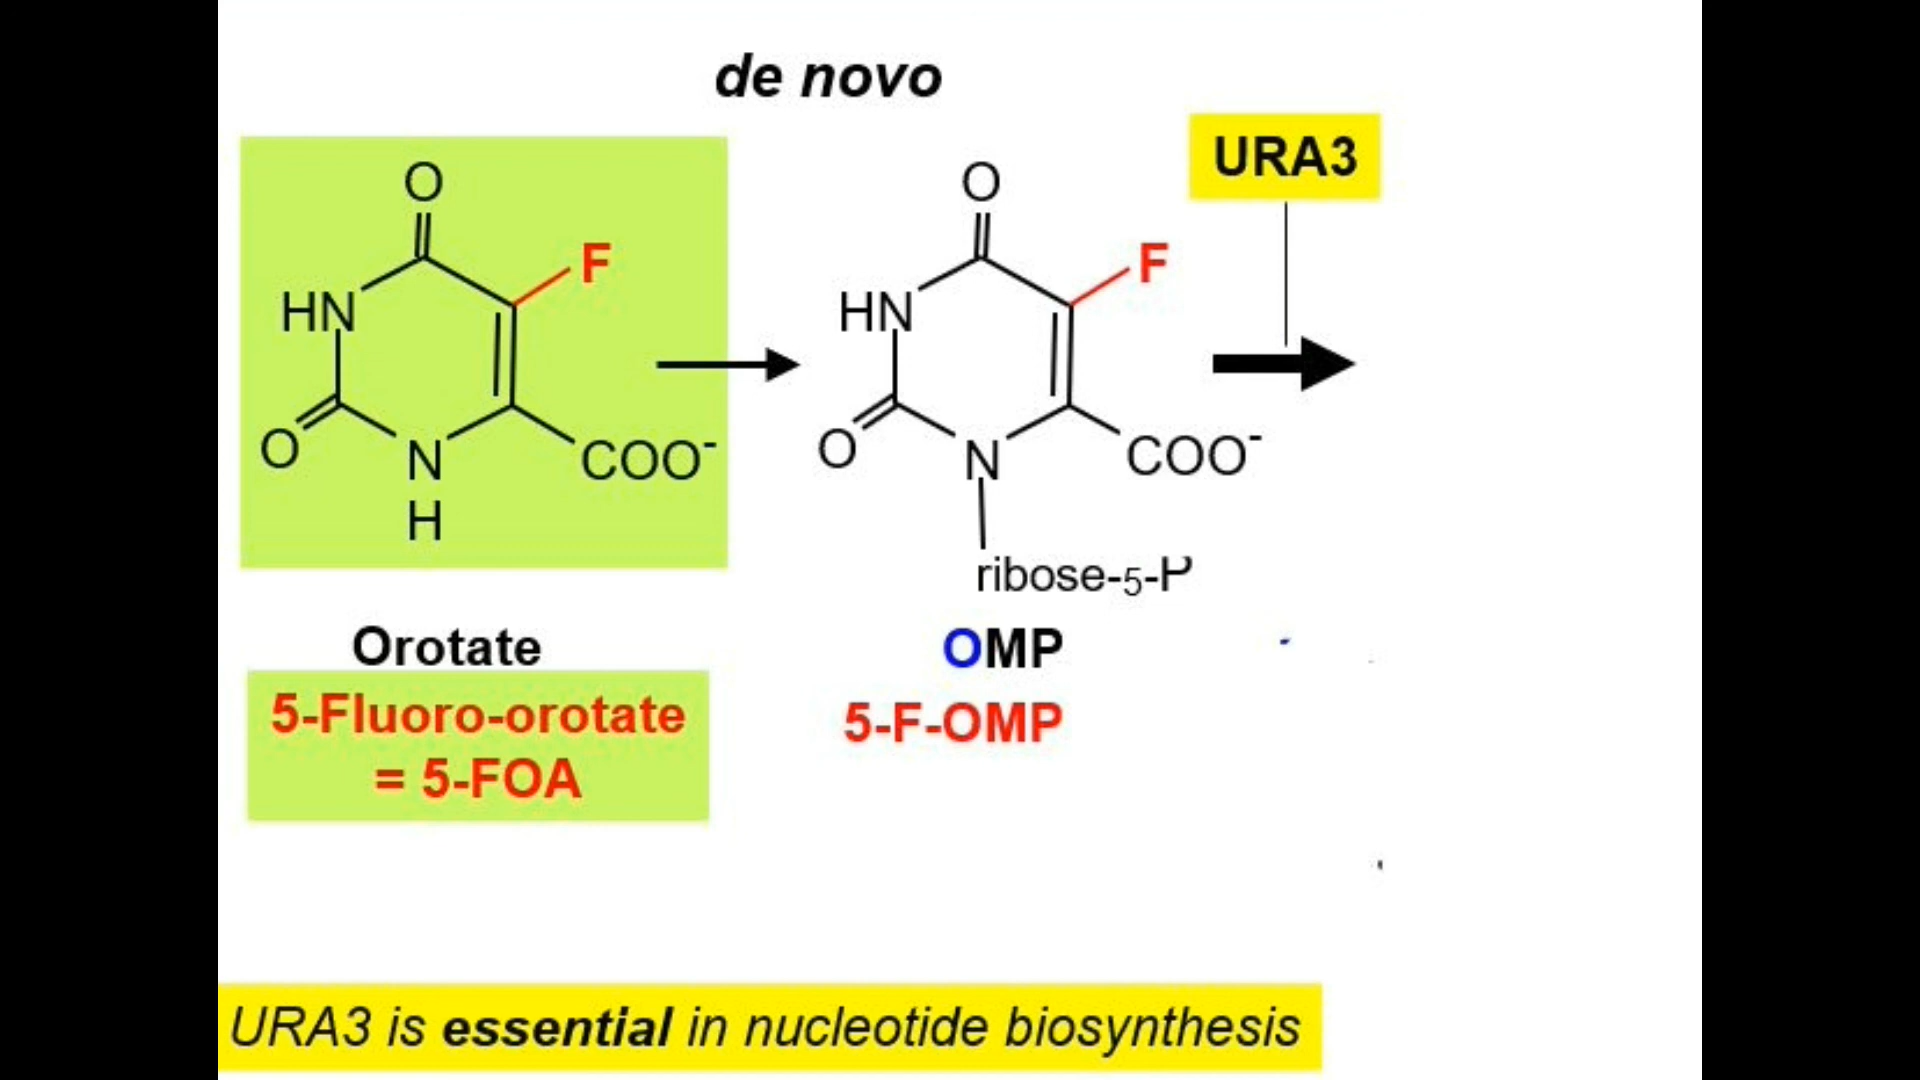 de novo
URA3
O
F
HN
O
N
H
COO⁻
O
F
HN
O
N
COO⁻
ribose-5-P
Orotate
5-Fluoro-orotate
= 5-FOA
OMP
5-F-OMP
URA3 is essential in nucleotide biosynthesis